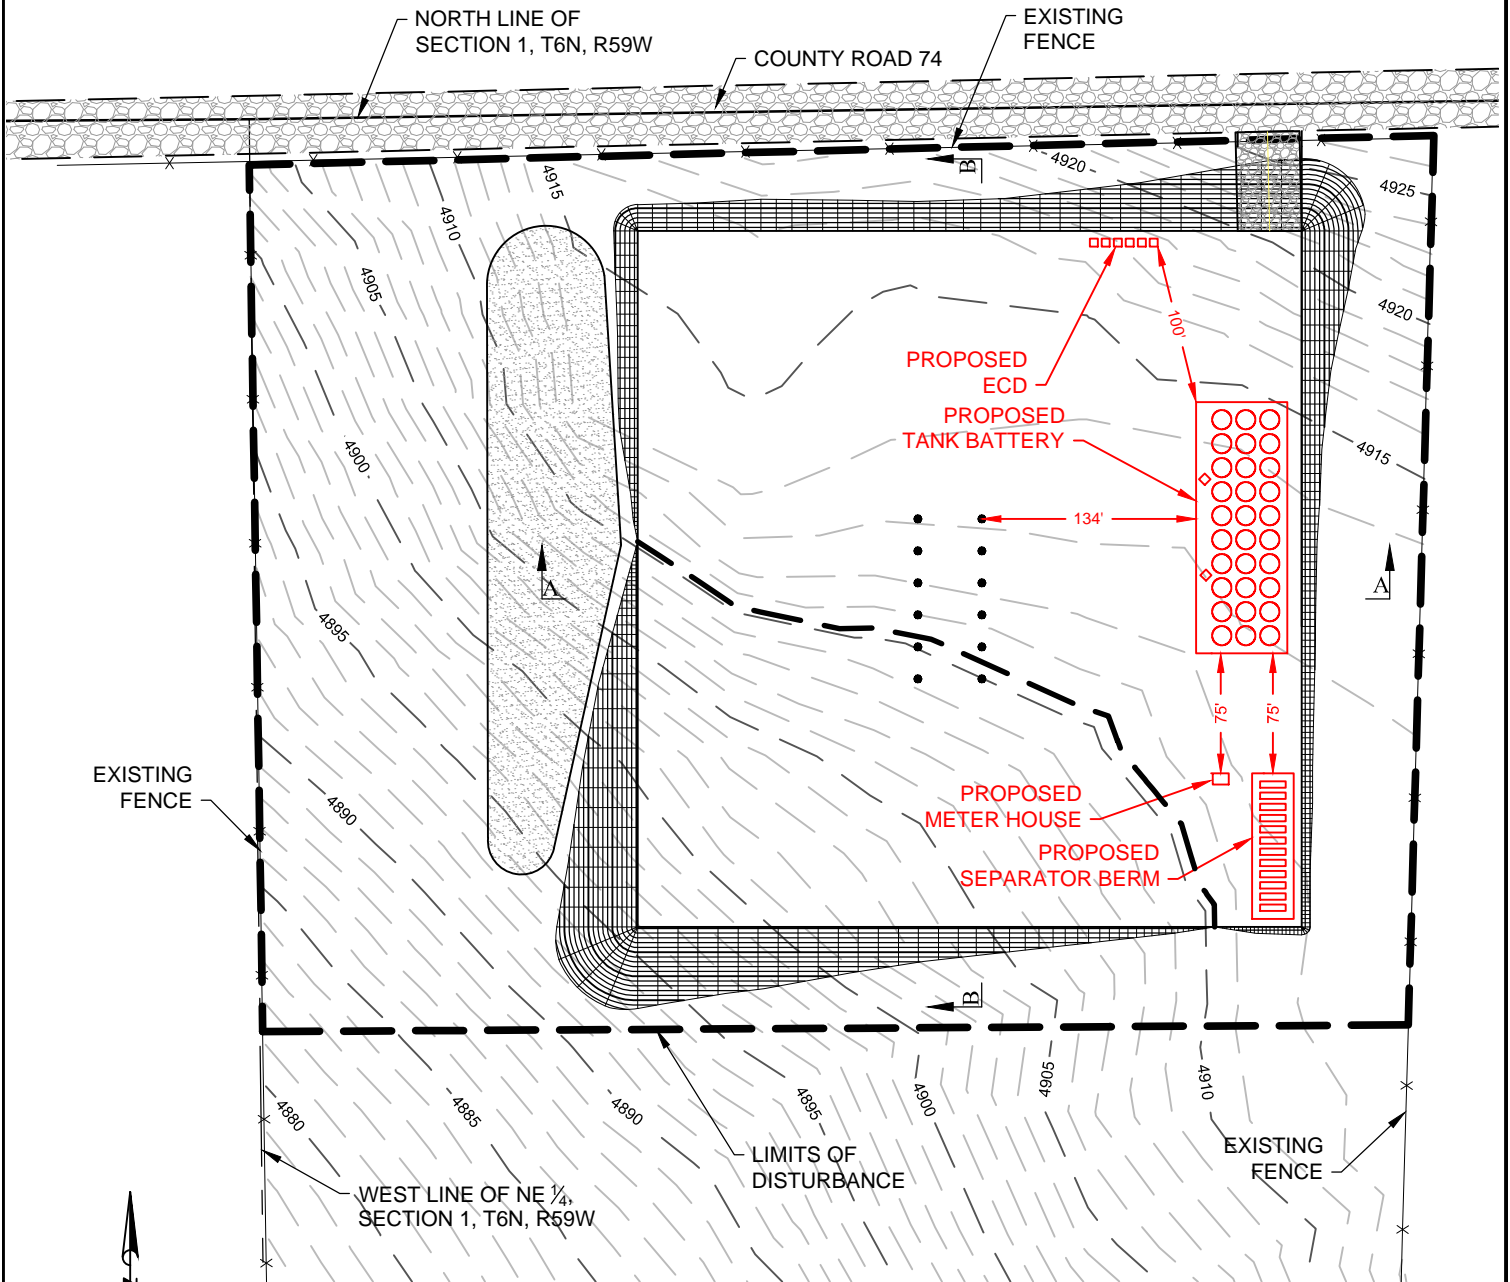 NORTH LINE OF
SECTION 1, T6N, R59W
EXISTING
FENCE
COUNTY ROAD 74
B
4920
4925
4915
4910
4905
4920
100'
PROPOSED
ECD
PROPOSED
TANK BATTERY
4915
4900
134'
A
A
4895
75'
75'
EXISTING
FENCE
4890
PROPOSED
METER HOUSE
PROPOSED
SEPARATOR BERM
B
4880
4885
4890
4895
4900
4905
4910
LIMITS OF
DISTURBANCE
EXISTING
FENCE
WEST LINE OF NE ¼,
SECTION 1, T6N, R59W